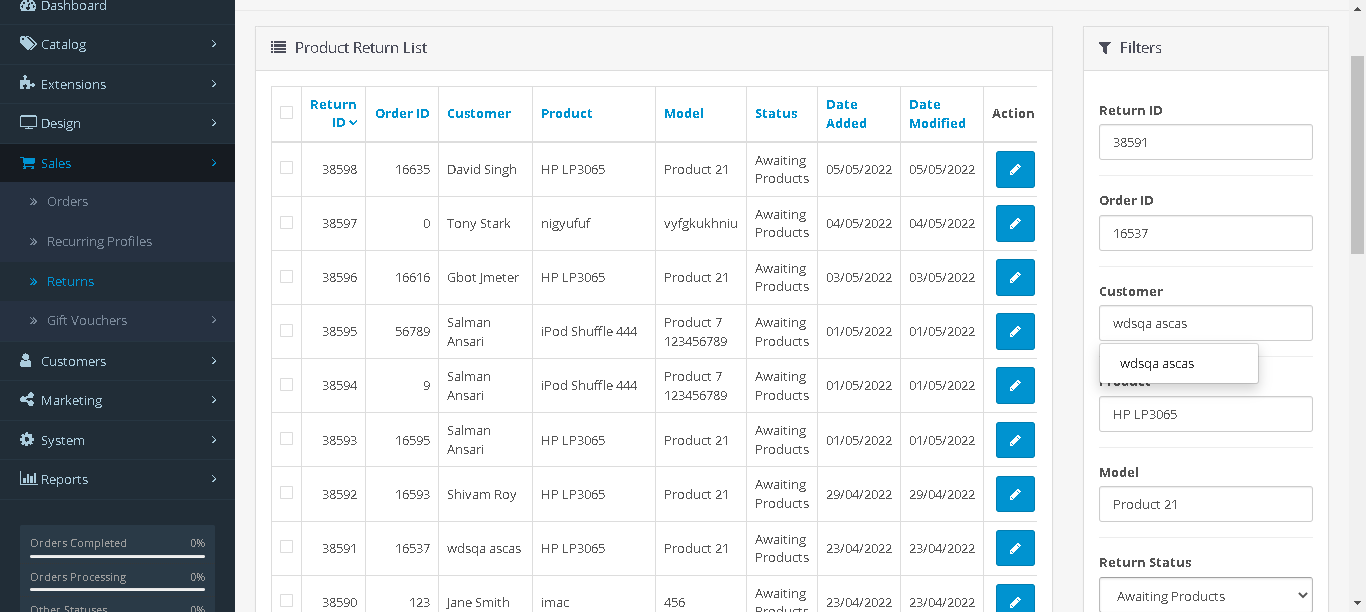 Dashboard
Catalog
Extensions
Design
Sales
Orders
Recurring Profiles
Returns
Gift Vouchers
Customers
Marketing
System
Reports
Orders Completed 0%
Orders Processing 0%
Other Statuses 0%
Product Return List
Return ID Order ID Customer Product Model Status Date Added Date Modified Action
38598 16635 David Singh HP LP3065 Product 21 Awaiting Products 05/05/2022 05/05/2022
38597 0 Tony Stark nigyufuf vyfgkukhniu Awaiting Products 04/05/2022 04/05/2022
38596 16616 Gbot Jmeter HP LP3065 Product 21 Awaiting Products 03/05/2022 03/05/2022
38595 56789 Salman Ansari iPod Shuffle 444 Product 7 123456789 Awaiting Products 01/05/2022 01/05/2022
38594 9 Salman Ansari iPod Shuffle 444 Product 7 123456789 Awaiting Products 01/05/2022 01/05/2022
38593 16595 Salman Ansari HP LP3065 Product 21 Awaiting Products 01/05/2022 01/05/2022
38592 16593 Shivam Roy HP LP3065 Product 21 Awaiting Products 29/04/2022 29/04/2022
38591 16537 wdsqa ascas HP LP3065 Product 21 Awaiting Products 23/04/2022 23/04/2022
38590 123 Jane Smith imac 456 Awaiting Products 23/04/2022 23/04/2022
Filters
Return ID
38591
Order ID
16537
Customer
wdsqa ascas
wdsqa ascas
Product
HP LP3065
Model
Product 21
Return Status
Awaiting Products